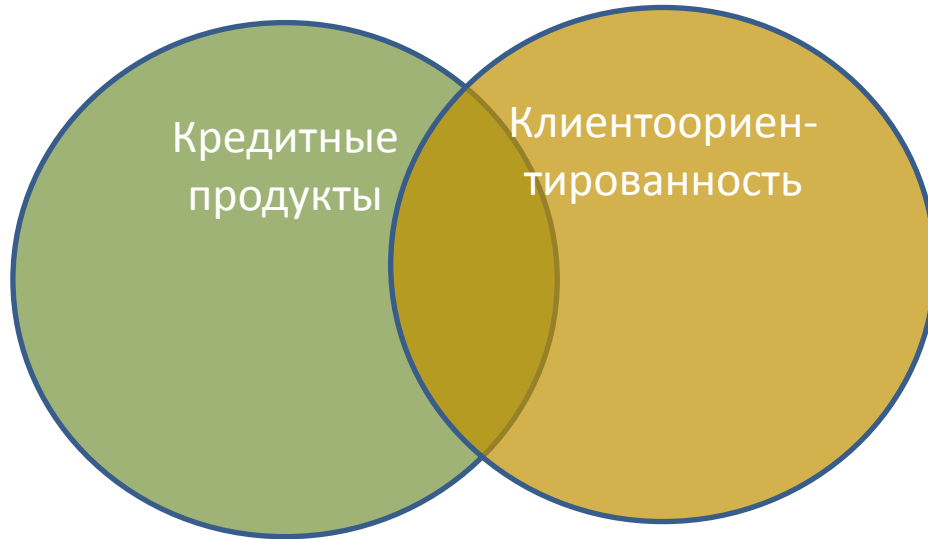 Кредитные
продукты
Клиентоориен-
тированность